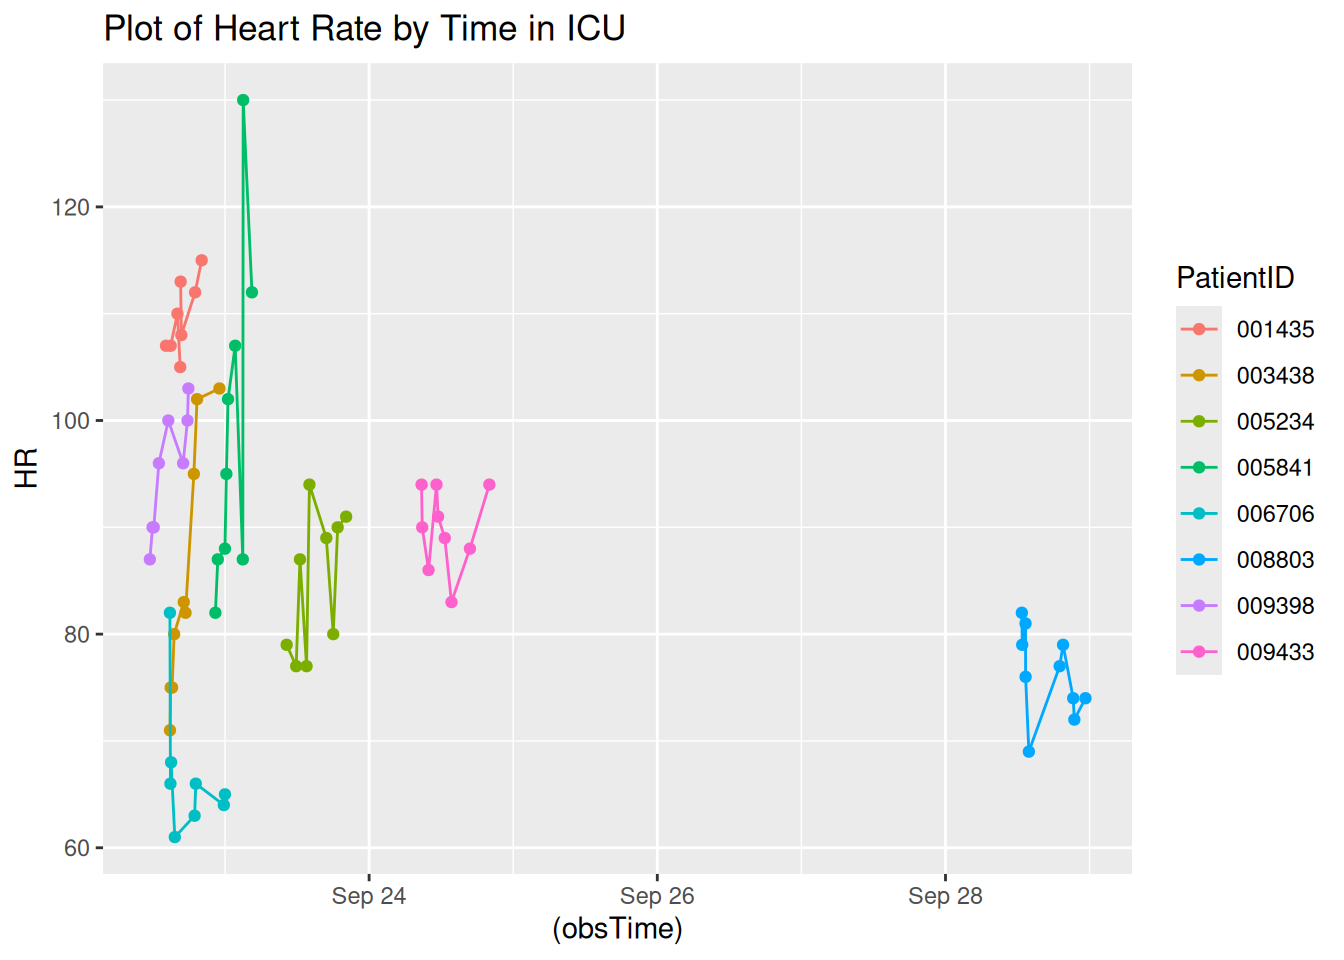 Plot of Heart Rate by Time in ICU
HR
120
100
80
60
Sep 24
Sep 26
Sep 28
(obsTime)
PatientID
001435
003438
005234
005841
006706
008803
009398
009433